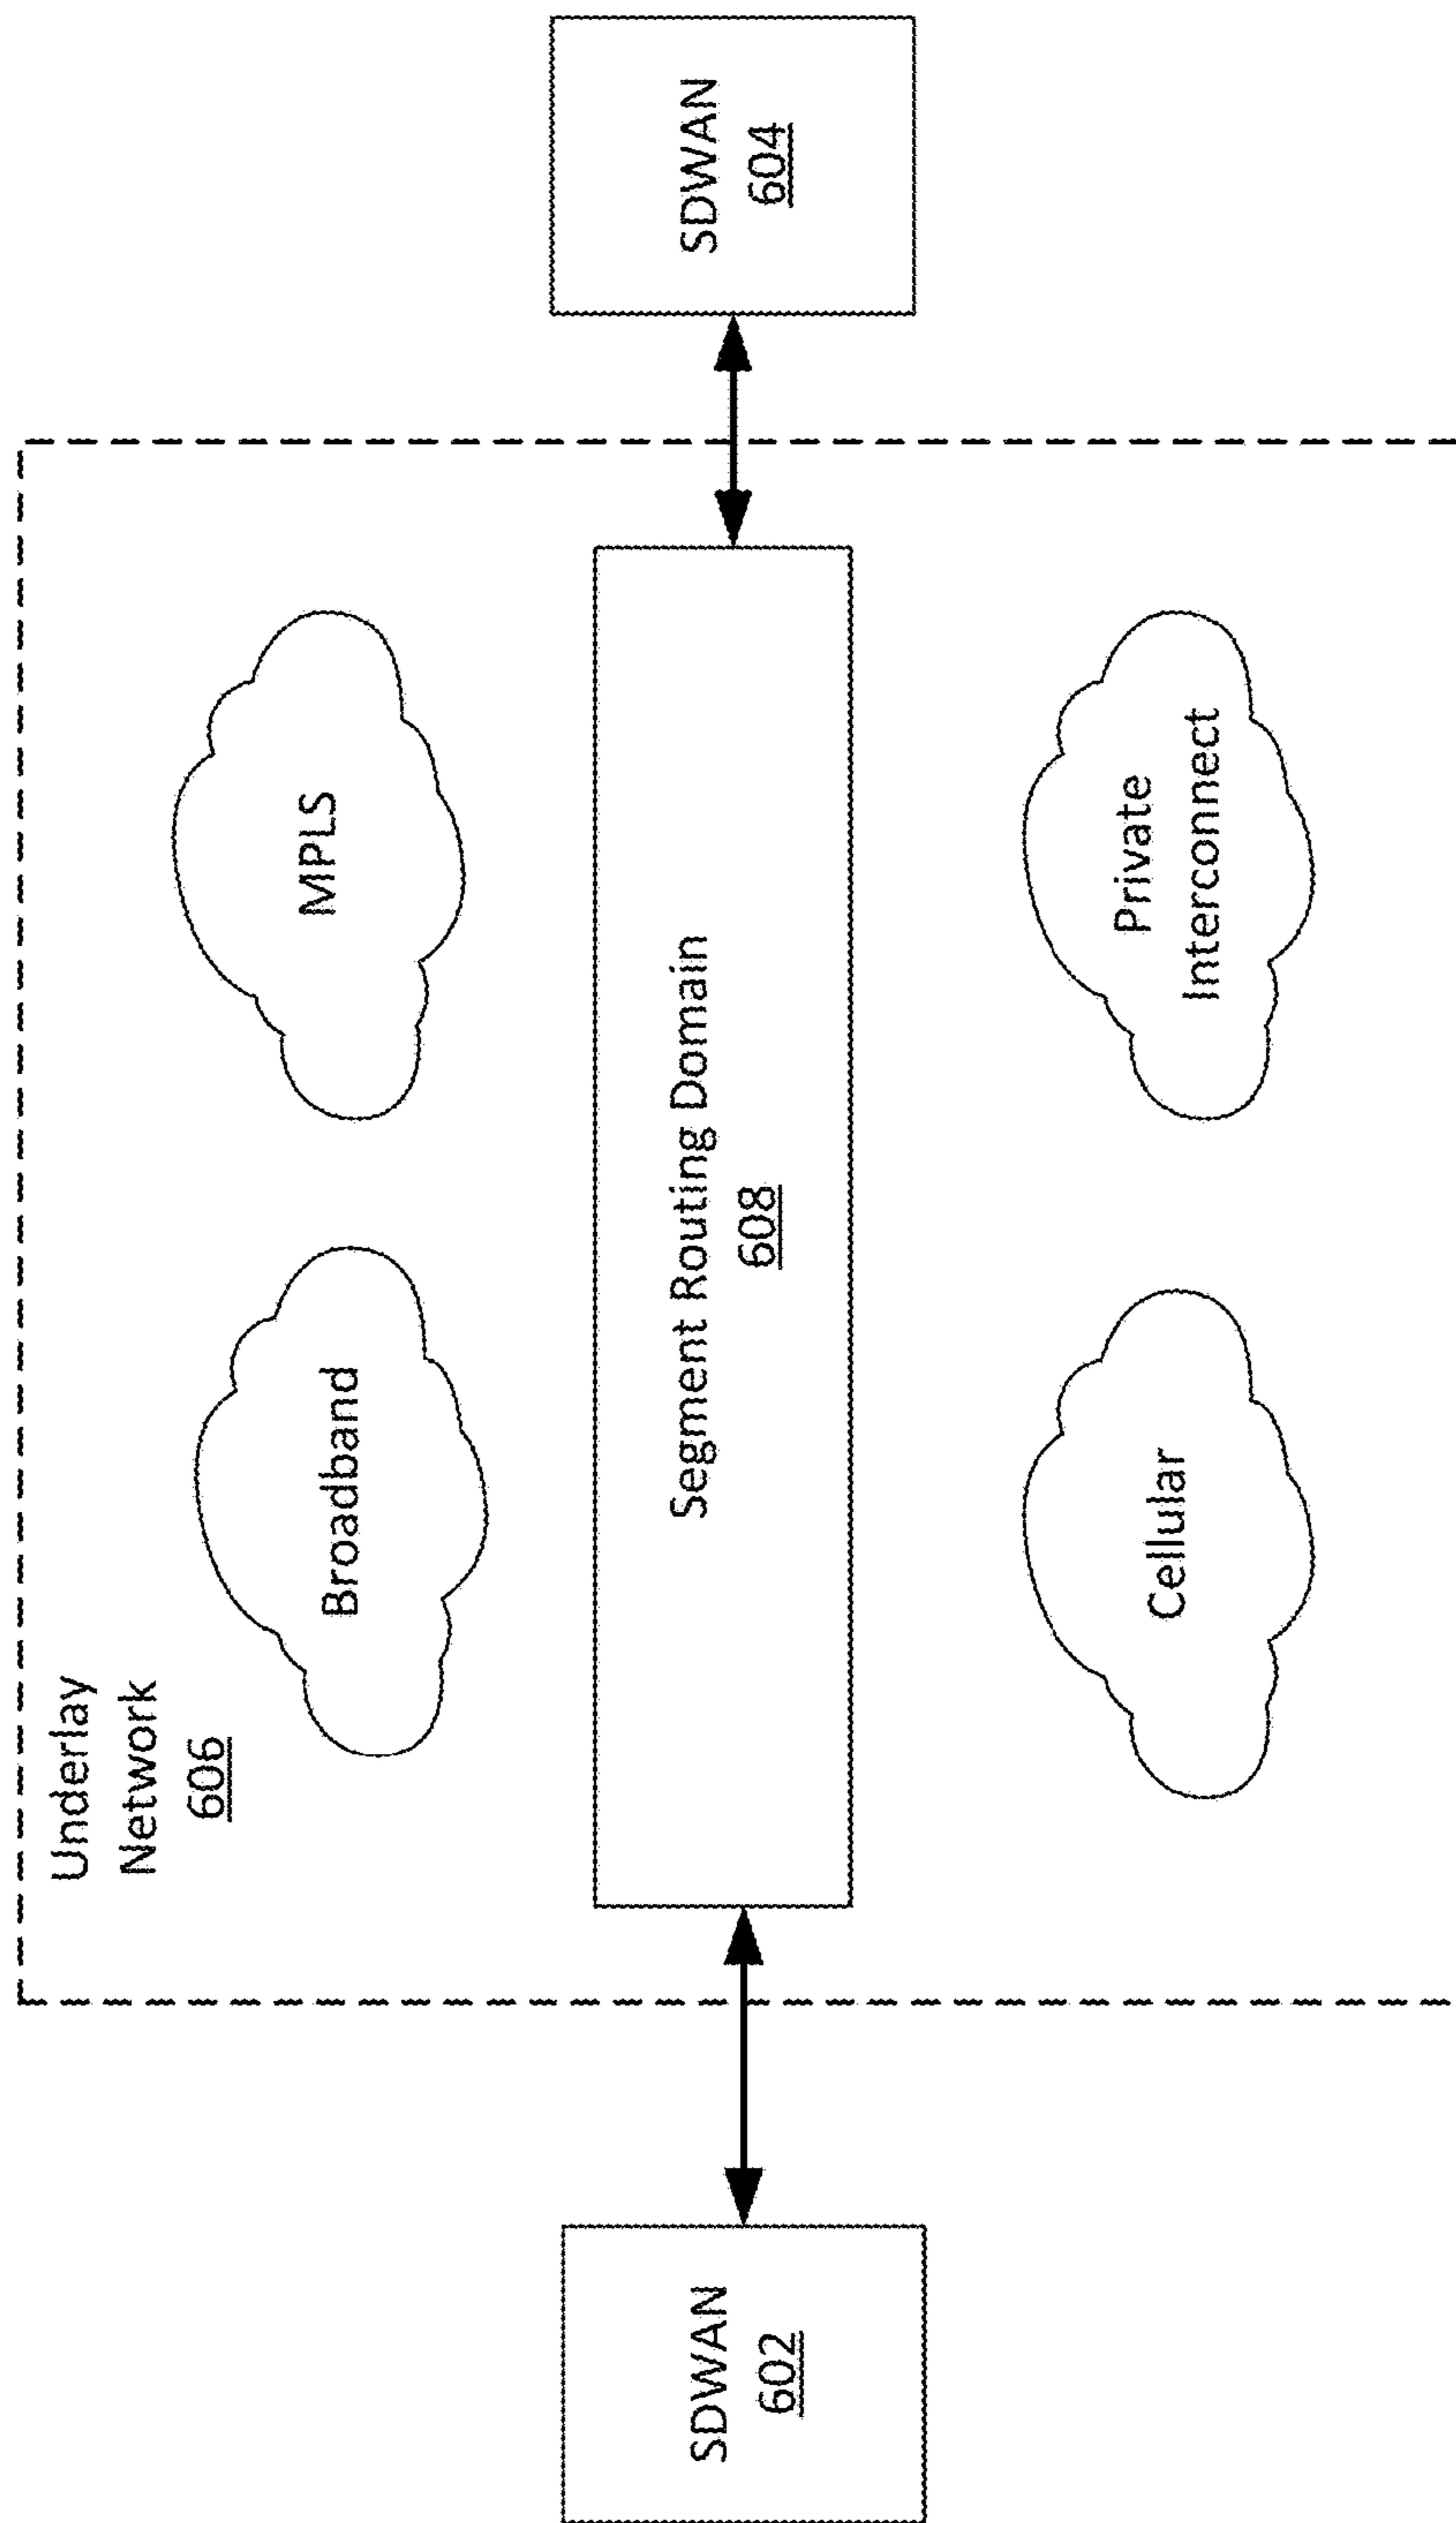 Underlay
Network
606
Broadband
MPLS
SDWAN
602
Segment Routing Domain
608
SDWAN
604
Cellular
Private
Interconnect